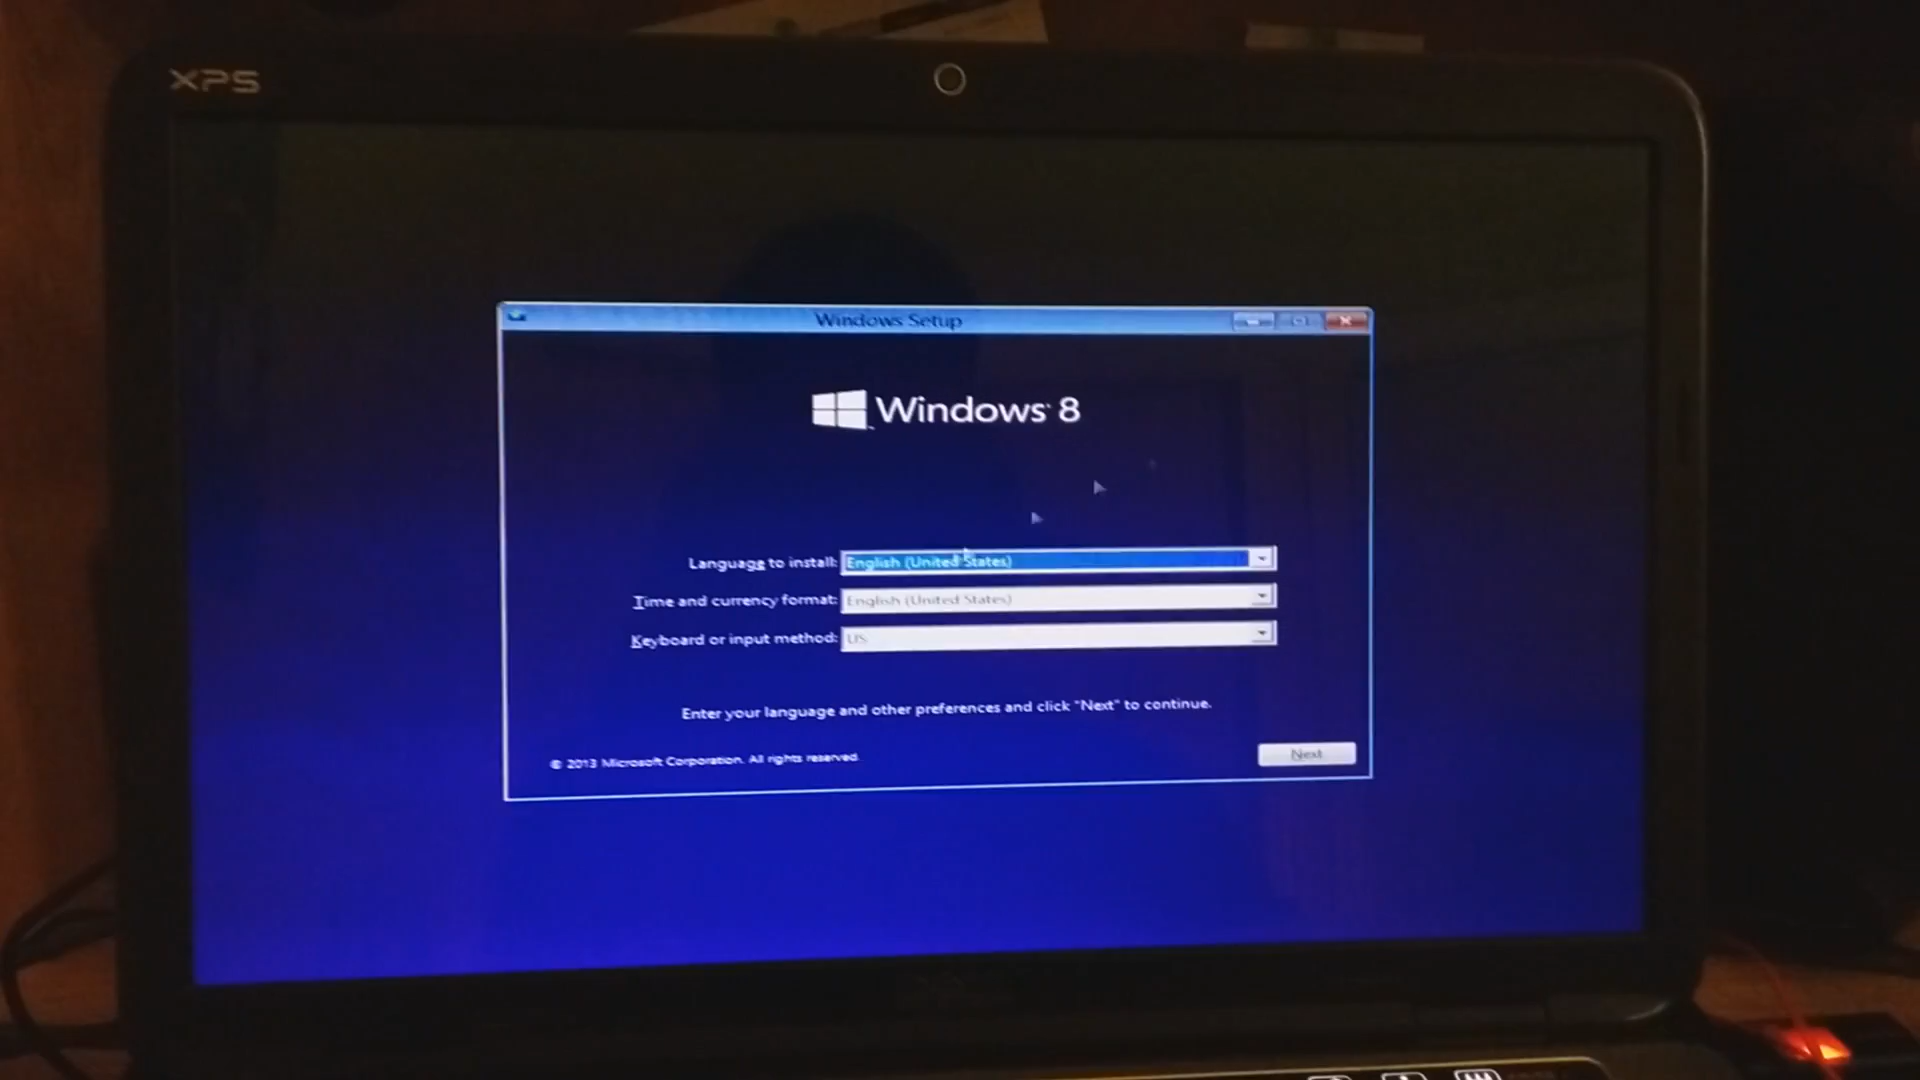 XPS
Windows Setup
Windows 8
Language to install: English (United States)
Time and currency format: English (United States)
Keyboard or input method: US
Enter your language and other preferences and click "Next" to continue.
© 2013 Microsoft Corporation. All rights reserved.
Next